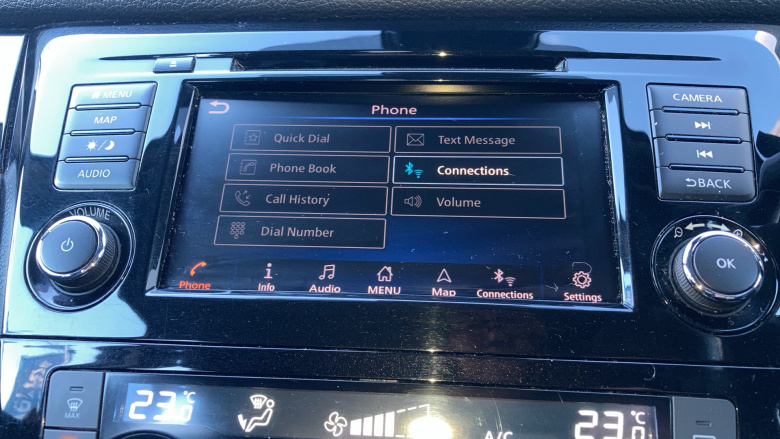 MENU
MAP
AUDIO
VOLUME
Phone
Quick Dial
Text Message
Phone Book
Connections
Call History
Volume
Dial Number
Phone
Info
Audio
MENU
Map
Connections
Settings
CAMERA
BACK
OK
MAX
23.0°C
A/C
23.0°C